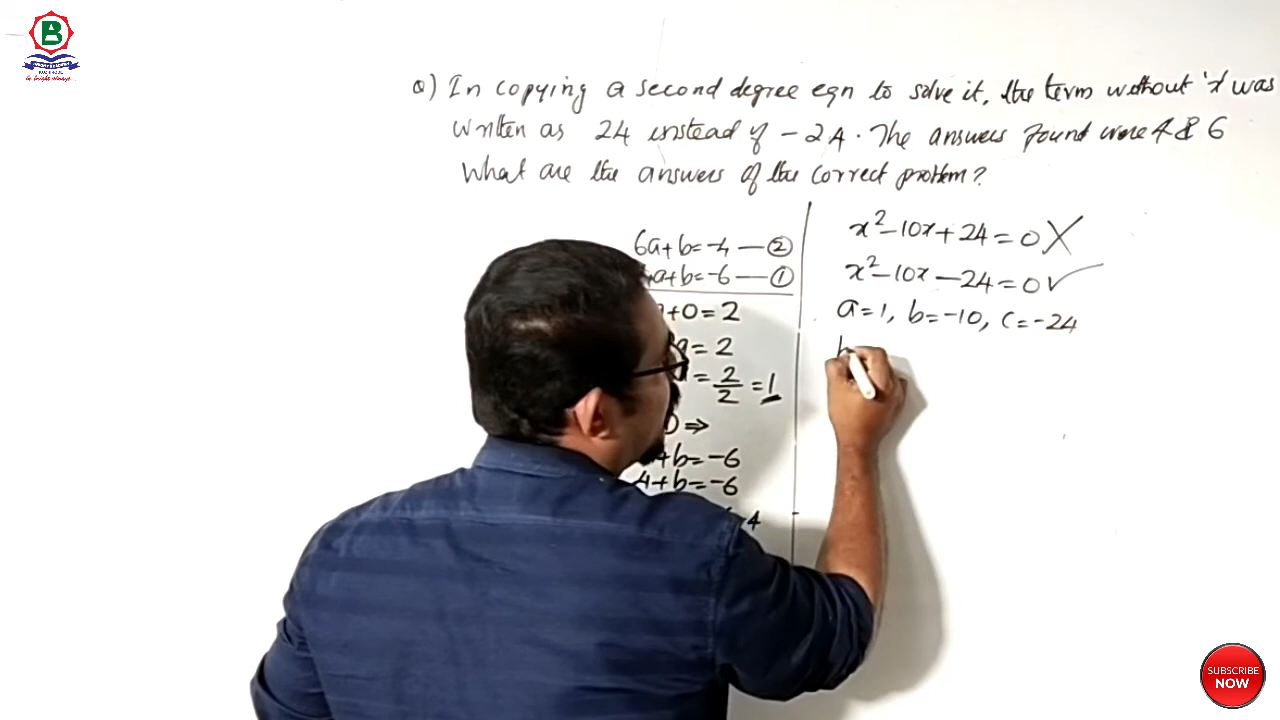 Q) In copying a second degree eqn to solve it, the term without 'x' was
written as 24 instead of -24. The answers found were 4 & 6
What are the answers of the correct problem?
6a+b=-4 — ②
a+b=-6 — ①
+0=2
=2
=2/2=1
⇒
+b=-6
4+b=-6
4
x²-10x+24=0 X
x²-10x-24=0 ✓
a=1, b=-10, c=-24
b
B
SUBSCRIBE
NOW